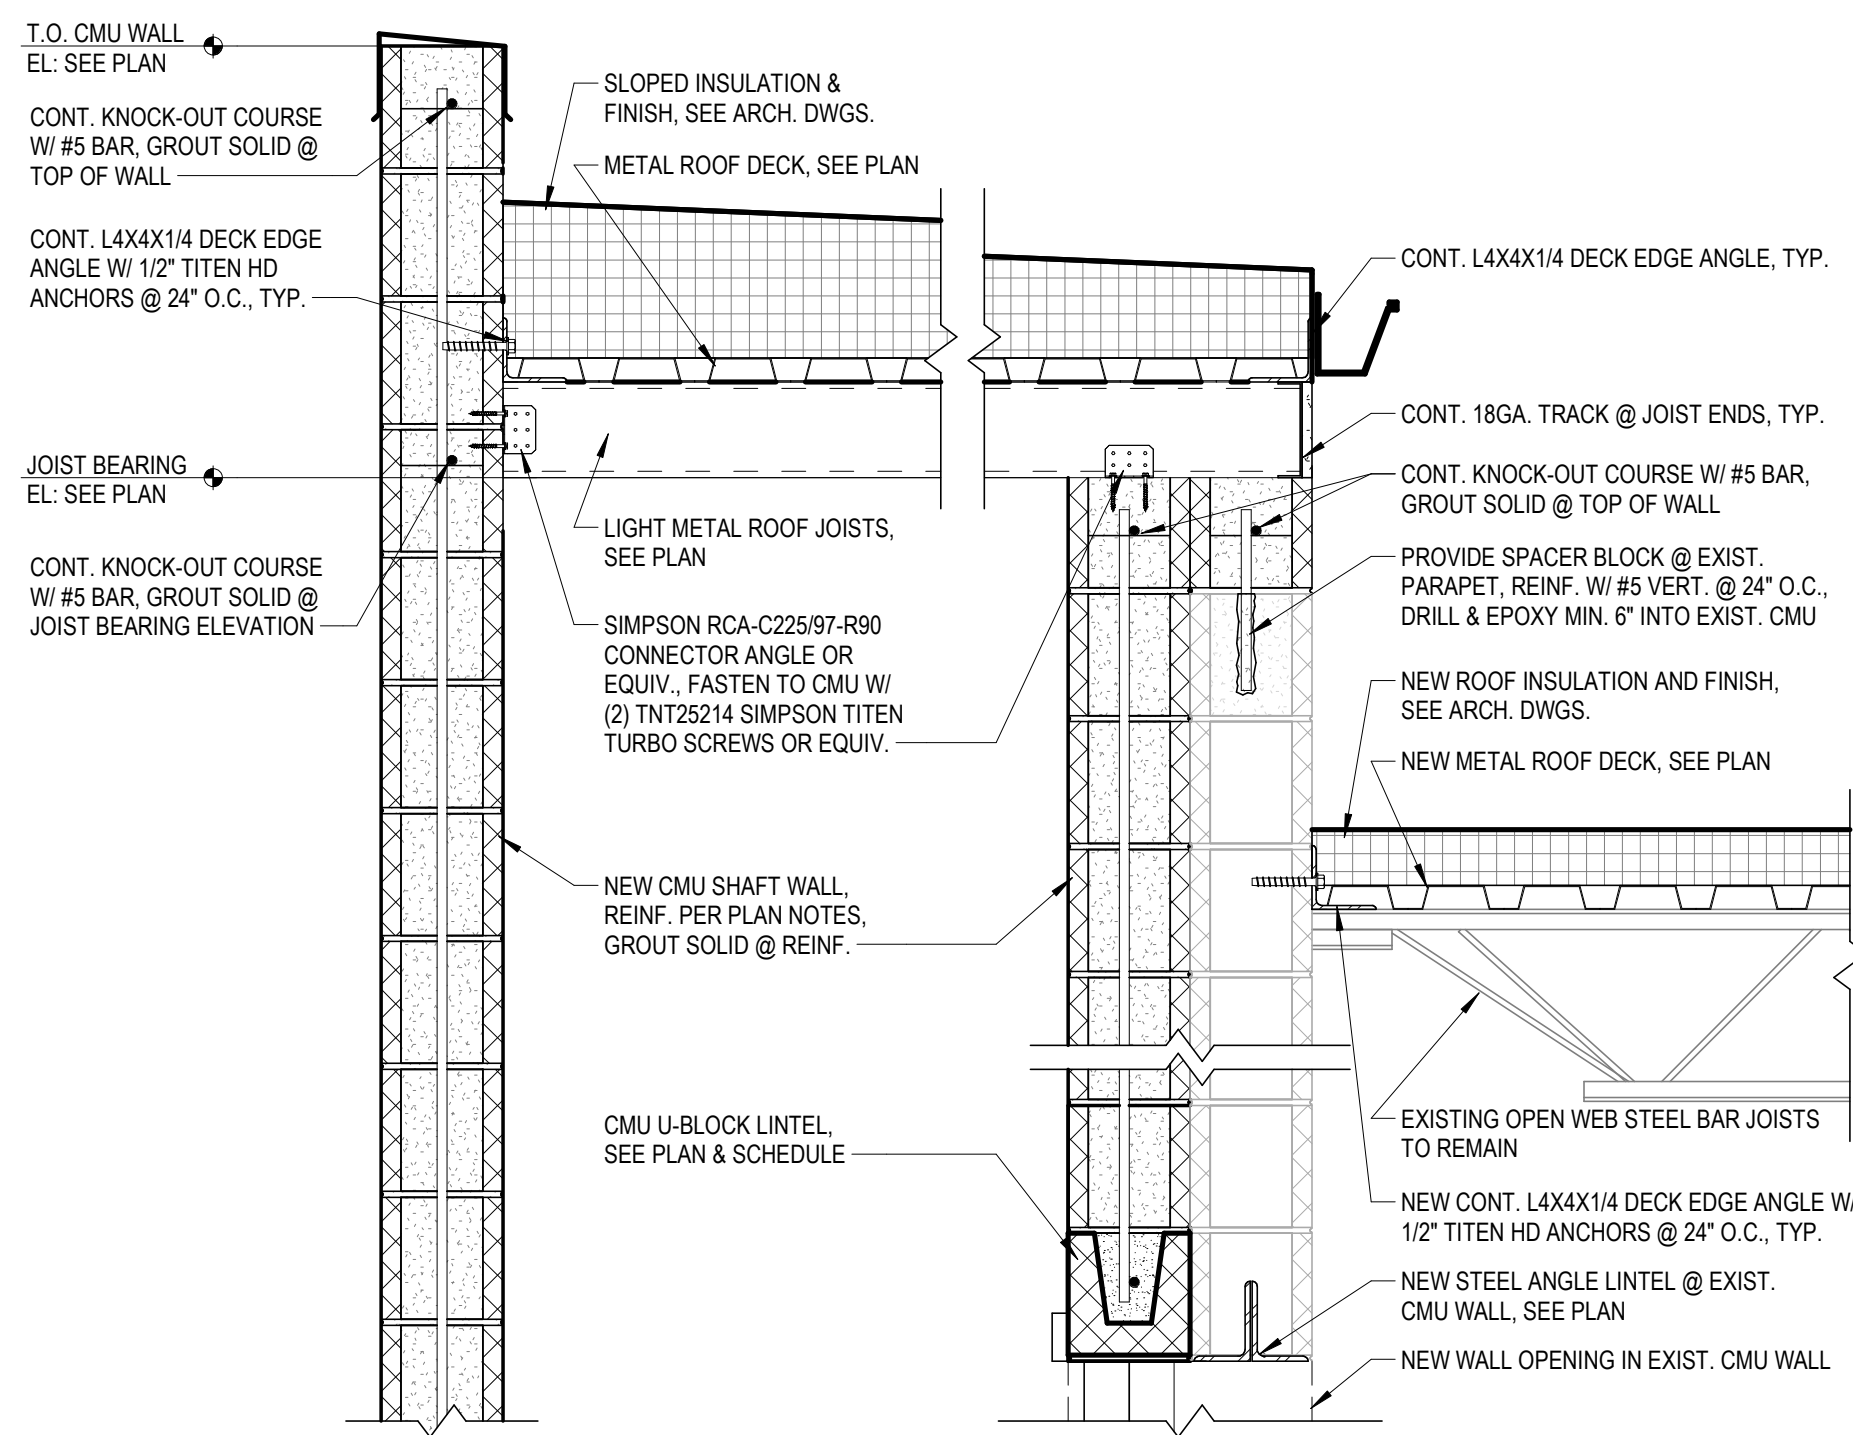 T.O. CMU WALL
EL: SEE PLAN
CONT. KNOCK-OUT COURSE
W/ #5 BAR, GROUT SOLID @
TOP OF WALL
CONT. L4X4X1/4 DECK EDGE
ANGLE W/ 1/2" TITEN HD
ANCHORS @ 24" O.C., TYP.
JOIST BEARING
EL: SEE PLAN
CONT. KNOCK-OUT COURSE
W/ #5 BAR, GROUT SOLID @
JOIST BEARING ELEVATION
SLOPED INSULATION &
FINISH, SEE ARCH. DWGS.
METAL ROOF DECK, SEE PLAN
LIGHT METAL ROOF JOISTS,
SEE PLAN
SIMPSON RCA-C225/97-R90
CONNECTOR ANGLE OR
EQUIV., FASTEN TO CMU W/
(2) TNT25214 SIMPSON TITEN
TURBO SCREWS OR EQUIV.
NEW CMU SHAFT WALL,
REINF. PER PLAN NOTES,
GROUT SOLID @ REINF.
CMU U-BLOCK LINTEL,
SEE PLAN & SCHEDULE
CONT. L4X4X1/4 DECK EDGE ANGLE, TYP.
CONT. 18GA. TRACK @ JOIST ENDS, TYP.
CONT. KNOCK-OUT COURSE W/ #5 BAR,
GROUT SOLID @ TOP OF WALL
PROVIDE SPACER BLOCK @ EXIST.
PARAPET, REINF. W/ #5 VERT. @ 24" O.C.,
DRILL & EPOXY MIN. 6" INTO EXIST. CMU
NEW ROOF INSULATION AND FINISH,
SEE ARCH. DWGS.
NEW METAL ROOF DECK, SEE PLAN
EXISTING OPEN WEB STEEL BAR JOISTS
TO REMAIN
NEW CONT. L4X4X1/4 DECK EDGE ANGLE W/
1/2" TITEN HD ANCHORS @ 24" O.C., TYP.
NEW STEEL ANGLE LINTEL @ EXIST.
CMU WALL, SEE PLAN
NEW WALL OPENING IN EXIST. CMU WALL